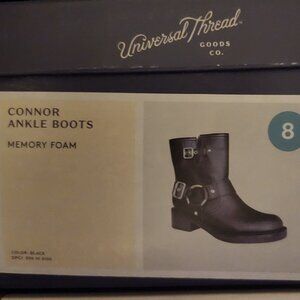 Universal Thread
GOODS
CO.
CONNOR
ANKLE BOOTS
MEMORY FOAM
8
COLOR: BLACK